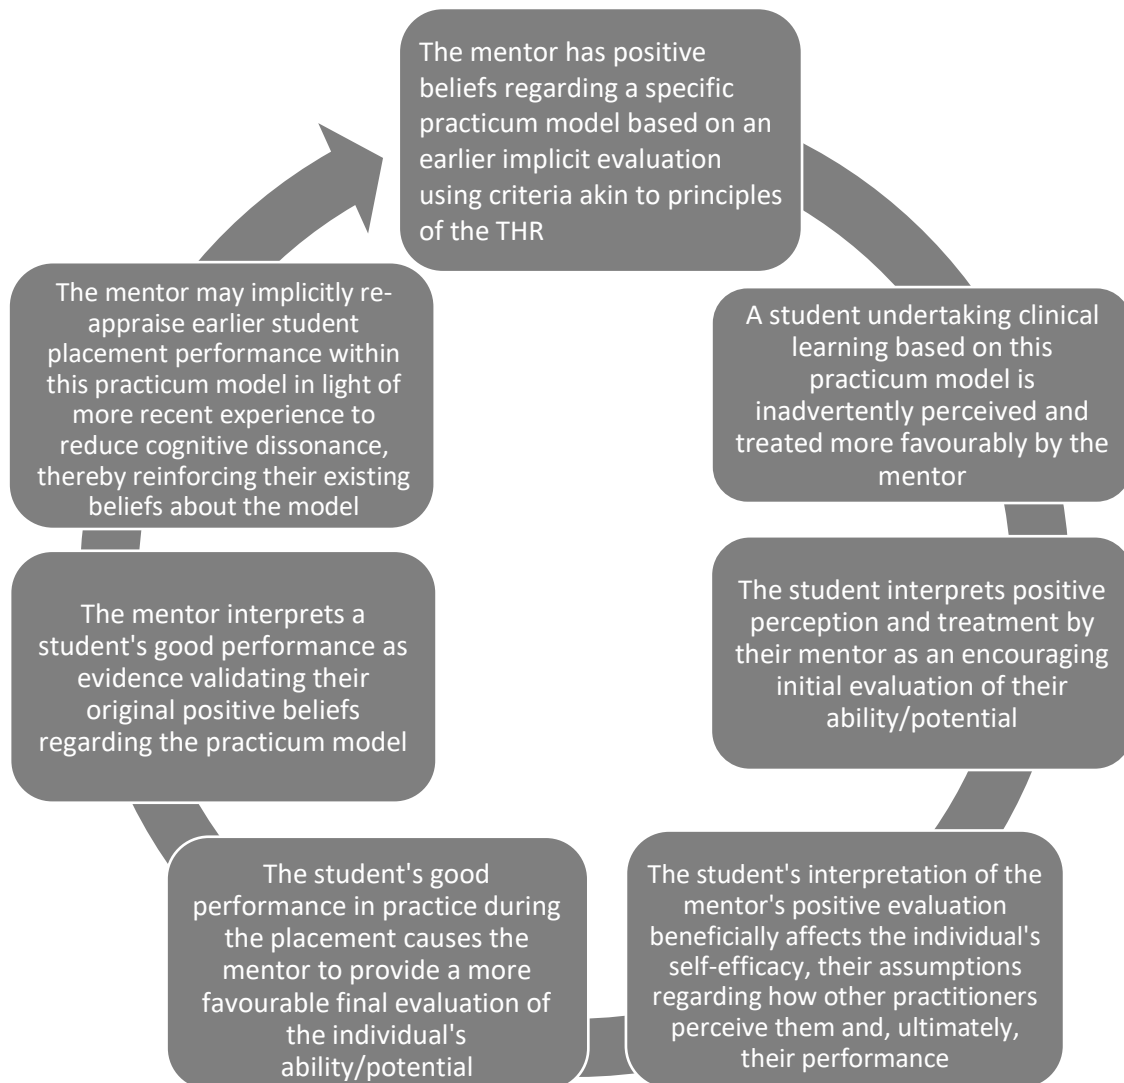 The mentor has positive
beliefs regarding a specific
practicum model based on an
earlier implicit evaluation
using criteria akin to principles
of the THR
A student undertaking clinical
learning based on this
practicum model is
inadvertently perceived and
treated more favourably by the
mentor
The student interprets positive
perception and treatment by
their mentor as an encouraging
initial evaluation of their
ability/potential
The student's interpretation of the
mentor's positive evaluation
beneficially affects the individual's
self-efficacy, their assumptions
regarding how other practitioners
perceive them and, ultimately,
their performance
The student's good
performance in practice during
the placement causes the
mentor to provide a more
favourable final evaluation of
the individual's
ability/potential
The mentor interprets a
student's good performance as
evidence validating their
original positive beliefs
regarding the practicum model
The mentor may implicitly re-
appraise earlier student
placement performance within
this practicum model in light of
more recent experience to
reduce cognitive dissonance,
thereby reinforcing their existing
beliefs about the model